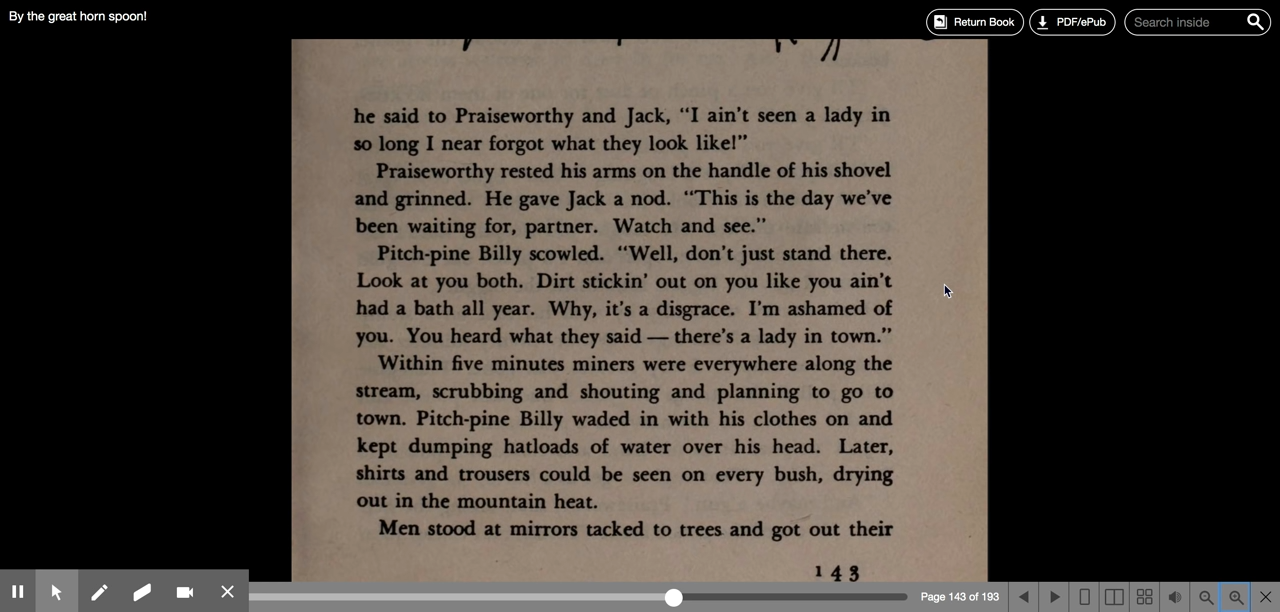 By the great horn spoon!
Return Book
PDF/ePub
Search inside
he said to Praiseworthy and Jack, “I ain't seen a lady in
so long I near forgot what they look like!”
Praiseworthy rested his arms on the handle of his shovel
and grinned. He gave Jack a nod. “This is the day we've
been waiting for, partner. Watch and see.”
Pitch-pine Billy scowled. “Well, don't just stand there.
Look at you both. Dirt stickin' out on you like you ain't
had a bath all year. Why, it's a disgrace. I'm ashamed of
you. You heard what they said — there's a lady in town.”
Within five minutes miners were everywhere along the
stream, scrubbing and shouting and planning to go to
town. Pitch-pine Billy waded in with his clothes on and
kept dumping hatloads of water over his head. Later,
shirts and trousers could be seen on every bush, drying
out in the mountain heat.
Men stood at mirrors tacked to trees and got out their
143
Page 143 of 193